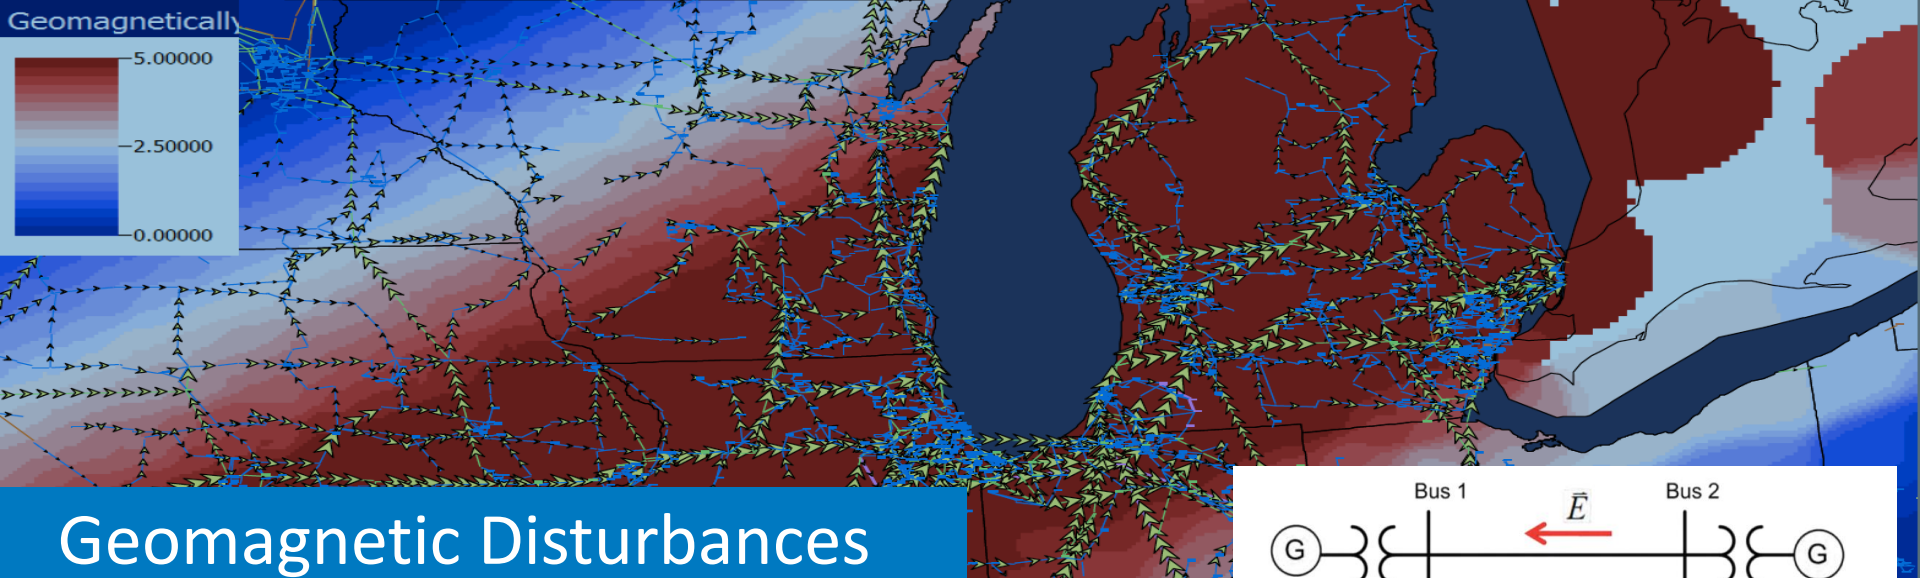 Geomagnetically
5.00000
2.50000
0.00000
Geomagnetic Disturbances
Bus 1
Bus 2
E
G
G